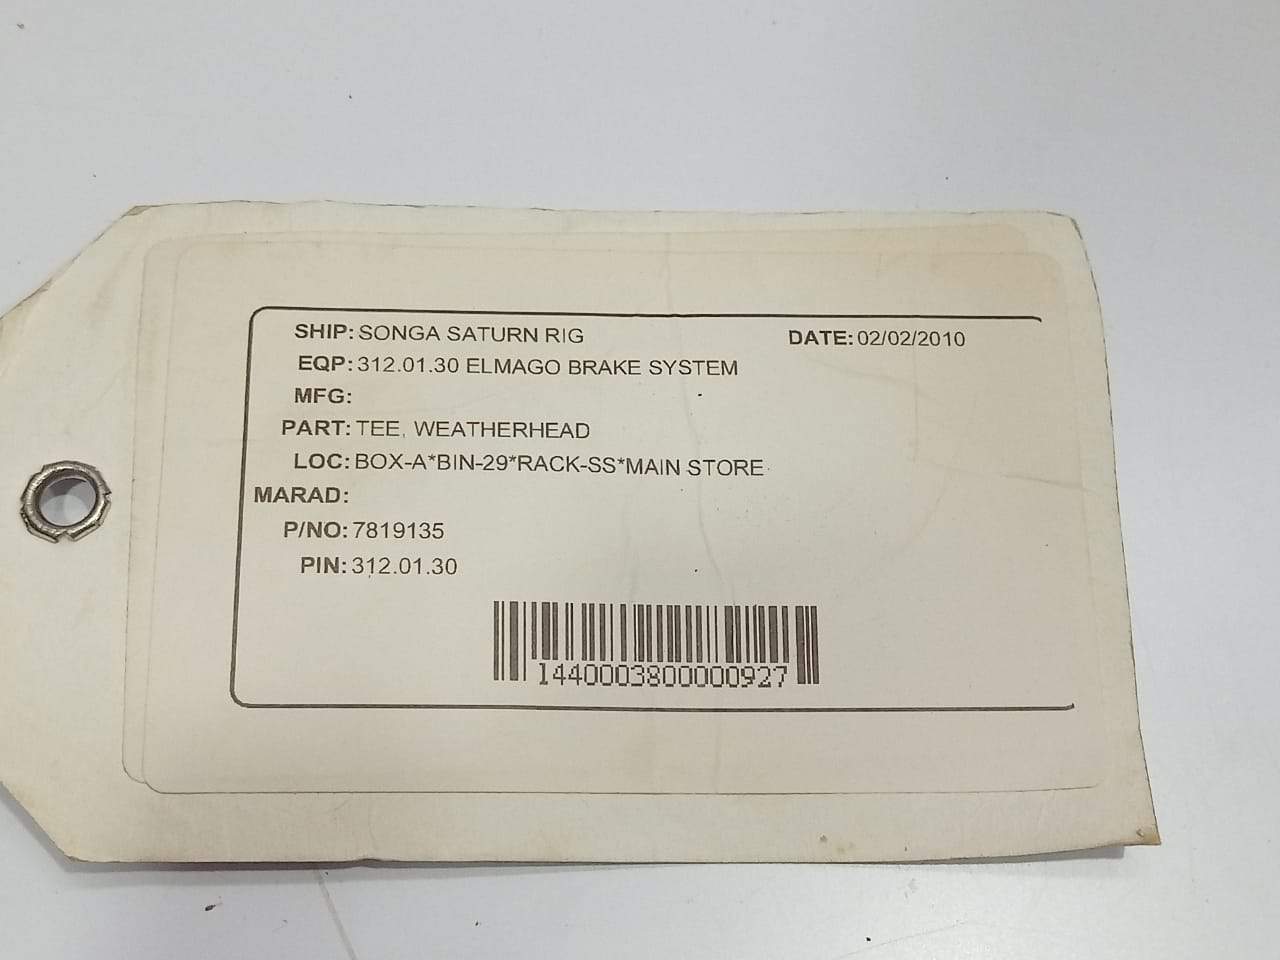 SHIP: SONGA SATURN RIG DATE: 02/02/2010
EQP: 312.01.30 ELMAGO BRAKE SYSTEM
MFG:
PART: TEE, WEATHERHEAD
LOC: BOX-A*BIN-29*RACK-SS*MAIN STORE
MARAD:
P/NO: 7819135
PIN: 312.01.30
1440003800000927